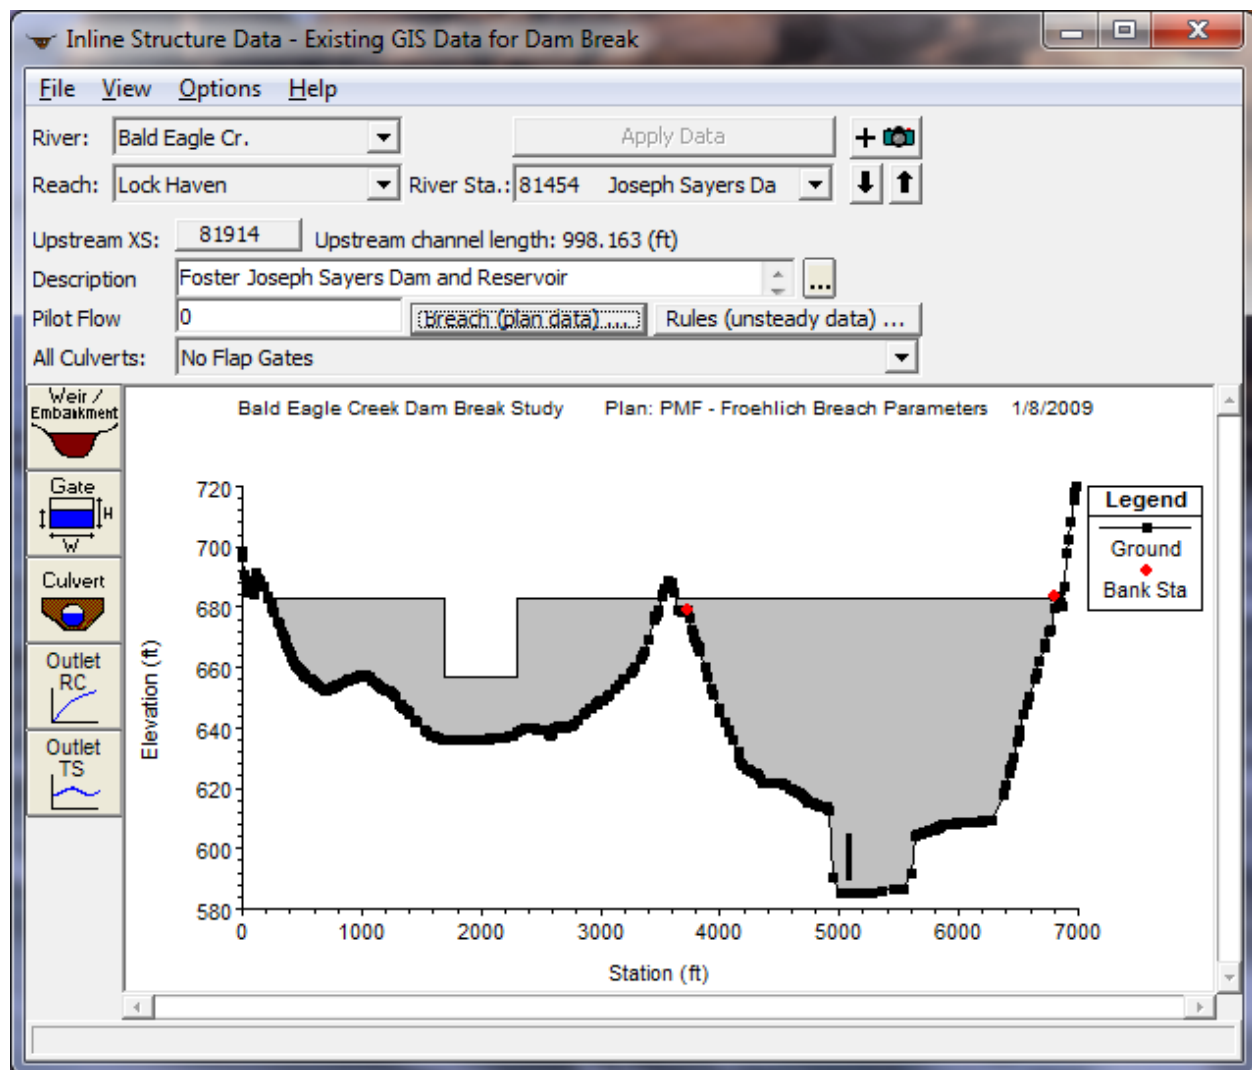 Inline Structure Data - Existing GIS Data for Dam Break
File View Options Help
River: Bald Eagle Cr. Apply Data
Reach: Lock Haven River Sta.: 81454 Joseph Sayers Da
Upstream XS: 81914 Upstream channel length: 998.163 (ft)
Description Foster Joseph Sayers Dam and Reservoir ...
Pilot Flow 0 Breach (plan data) ... Rules (unsteady data) ...
All Culverts: No Flap Gates
Weir /
Embankment
Gate
H
W
Culvert
Outlet
RC
Outlet
TS
Bald Eagle Creek Dam Break Study Plan: PMF - Froehlich Breach Parameters 1/8/2009
720
700
680
660
640
620
600
580
Elevation (ft)
0 1000 2000 3000 4000 5000 6000 7000
Station (ft)
Legend
Ground
Bank Sta